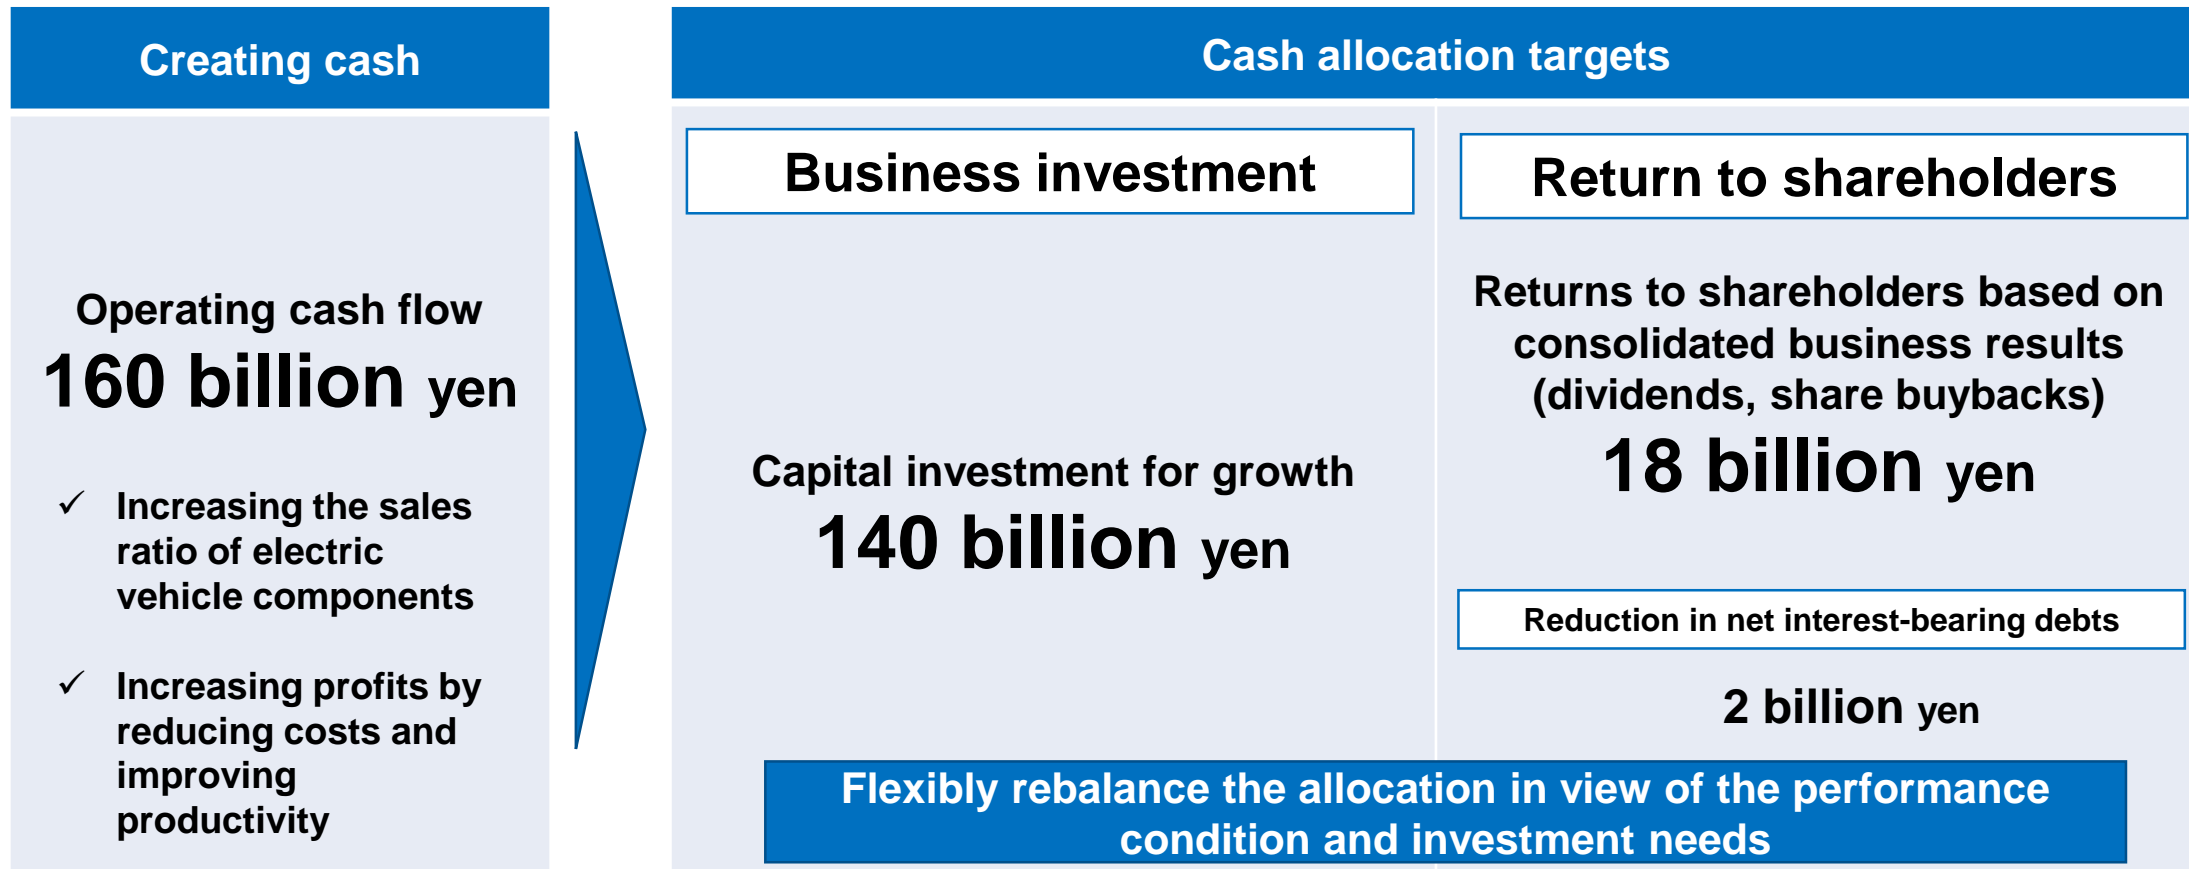 Creating cash
Operating cash flow
160 billion yen
✓ Increasing the sales
ratio of electric
vehicle components
✓ Increasing profits by
reducing costs and
improving
productivity
Cash allocation targets
Business investment
Capital investment for growth
140 billion yen
Return to shareholders
Returns to shareholders based on
consolidated business results
(dividends, share buybacks)
18 billion yen
Reduction in net interest-bearing debts
2 billion yen
Flexibly rebalance the allocation in view of the performance
condition and investment needs